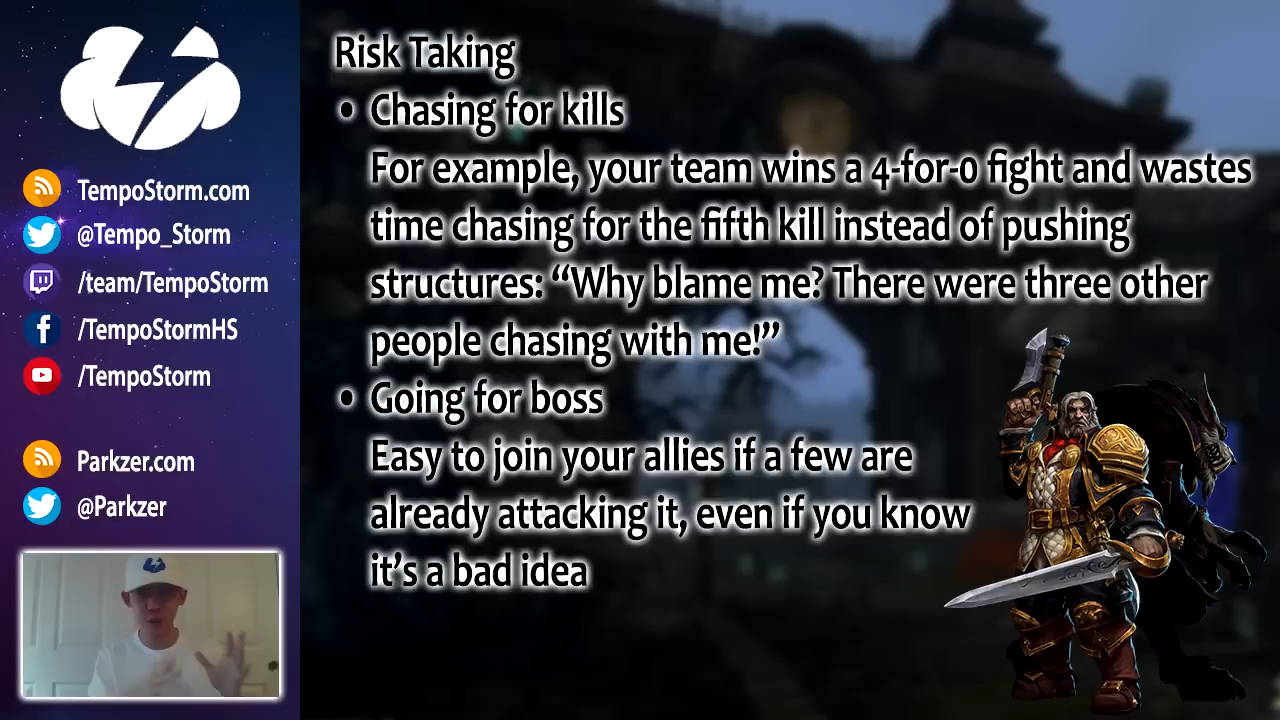 TempoStorm.com
@Tempo_Storm
/team/TempoStorm
/TempoStormHS
/TempoStorm
Parkzer.com
@Parkzer
Risk Taking
• Chasing for kills
For example, your team wins a 4-for-0 fight and wastes
time chasing for the fifth kill instead of pushing
structures: “Why blame me? There were three other
people chasing with me!”
• Going for boss
Easy to join your allies if a few are
already attacking it, even if you know
it’s a bad idea